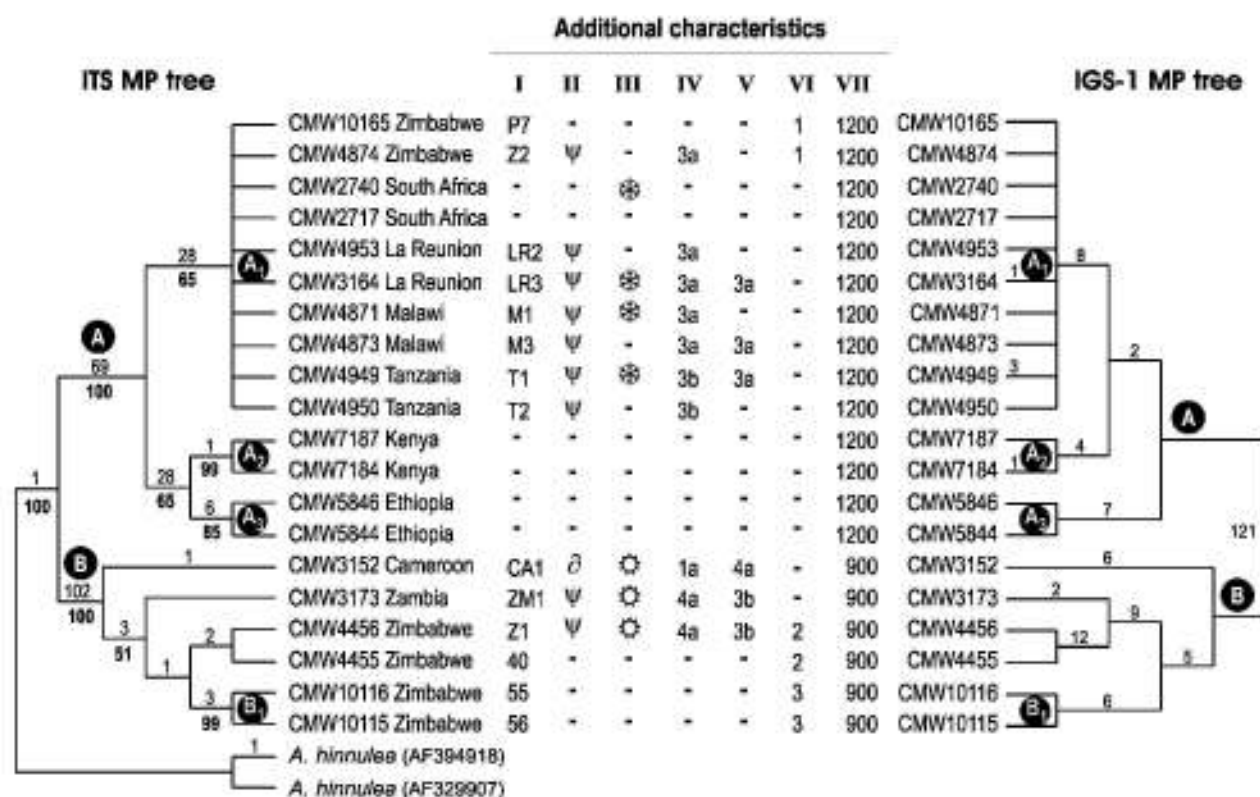 Additional characteristics
ITS MP tree I II III IV V VI VII IGS-1 MP tree
CMW10165 Zimbabwe P7 - - - - 1 1200 CMW10165
CMW4874 Zimbabwe Z2 Ψ - 3a - 1 1200 CMW4874
CMW2740 South Africa - - ❄ - - - 1200 CMW2740
CMW2717 South Africa - - - - - - 1200 CMW2717
28 A1 CMW4953 La Reunion LR2 Ψ - 3a - 1200 CMW4953 A1 8
65 CMW3164 La Reunion LR3 Ψ ❄ 3a 3a - 1200 CMW3164 1
CMW4871 Malawi M1 Ψ ❄ 3a - - 1200 CMW4871
A CMW4873 Malawi M3 Ψ - 3a 3a - 1200 CMW4873 2
69 CMW4949 Tanzania T1 Ψ ❄ 3b 3a - 1200 CMW4949 3
100 CMW4950 Tanzania T2 Ψ - 3b - 1200 CMW4950 A
1 A2 CMW7187 Kenya - - - - - - 1200 CMW7187 A2 4
99 CMW7184 Kenya - - - - - - 1200 CMW7184 1
28
65
1
100
6 A3 CMW5846 Ethiopia - - - - - - 1200 CMW5846 A3 7
85 CMW5844 Ethiopia - - - - - - 1200 CMW5844 121
B 1 CMW3152 Cameroon CA1 ∂ ☼ 1a 4a - 900 CMW3152 6
102 CMW3173 Zambia ZM1 Ψ ☼ 4a 3b - 900 CMW3173 2 B
100 3 2 CMW4456 Zimbabwe Z1 Ψ ☼ 4a 3b 2 900 CMW4456 9
51 CMW4455 Zimbabwe 40 - - - - 2 900 CMW4455 12 5
1 3 B1 CMW10116 Zimbabwe 55 - - - - 3 900 CMW10116 B1 6
99 CMW10115 Zimbabwe 56 - - - - 3 900 CMW10115
1 A. hinnulea (AF394918)
A. hinnulea (AF329907)